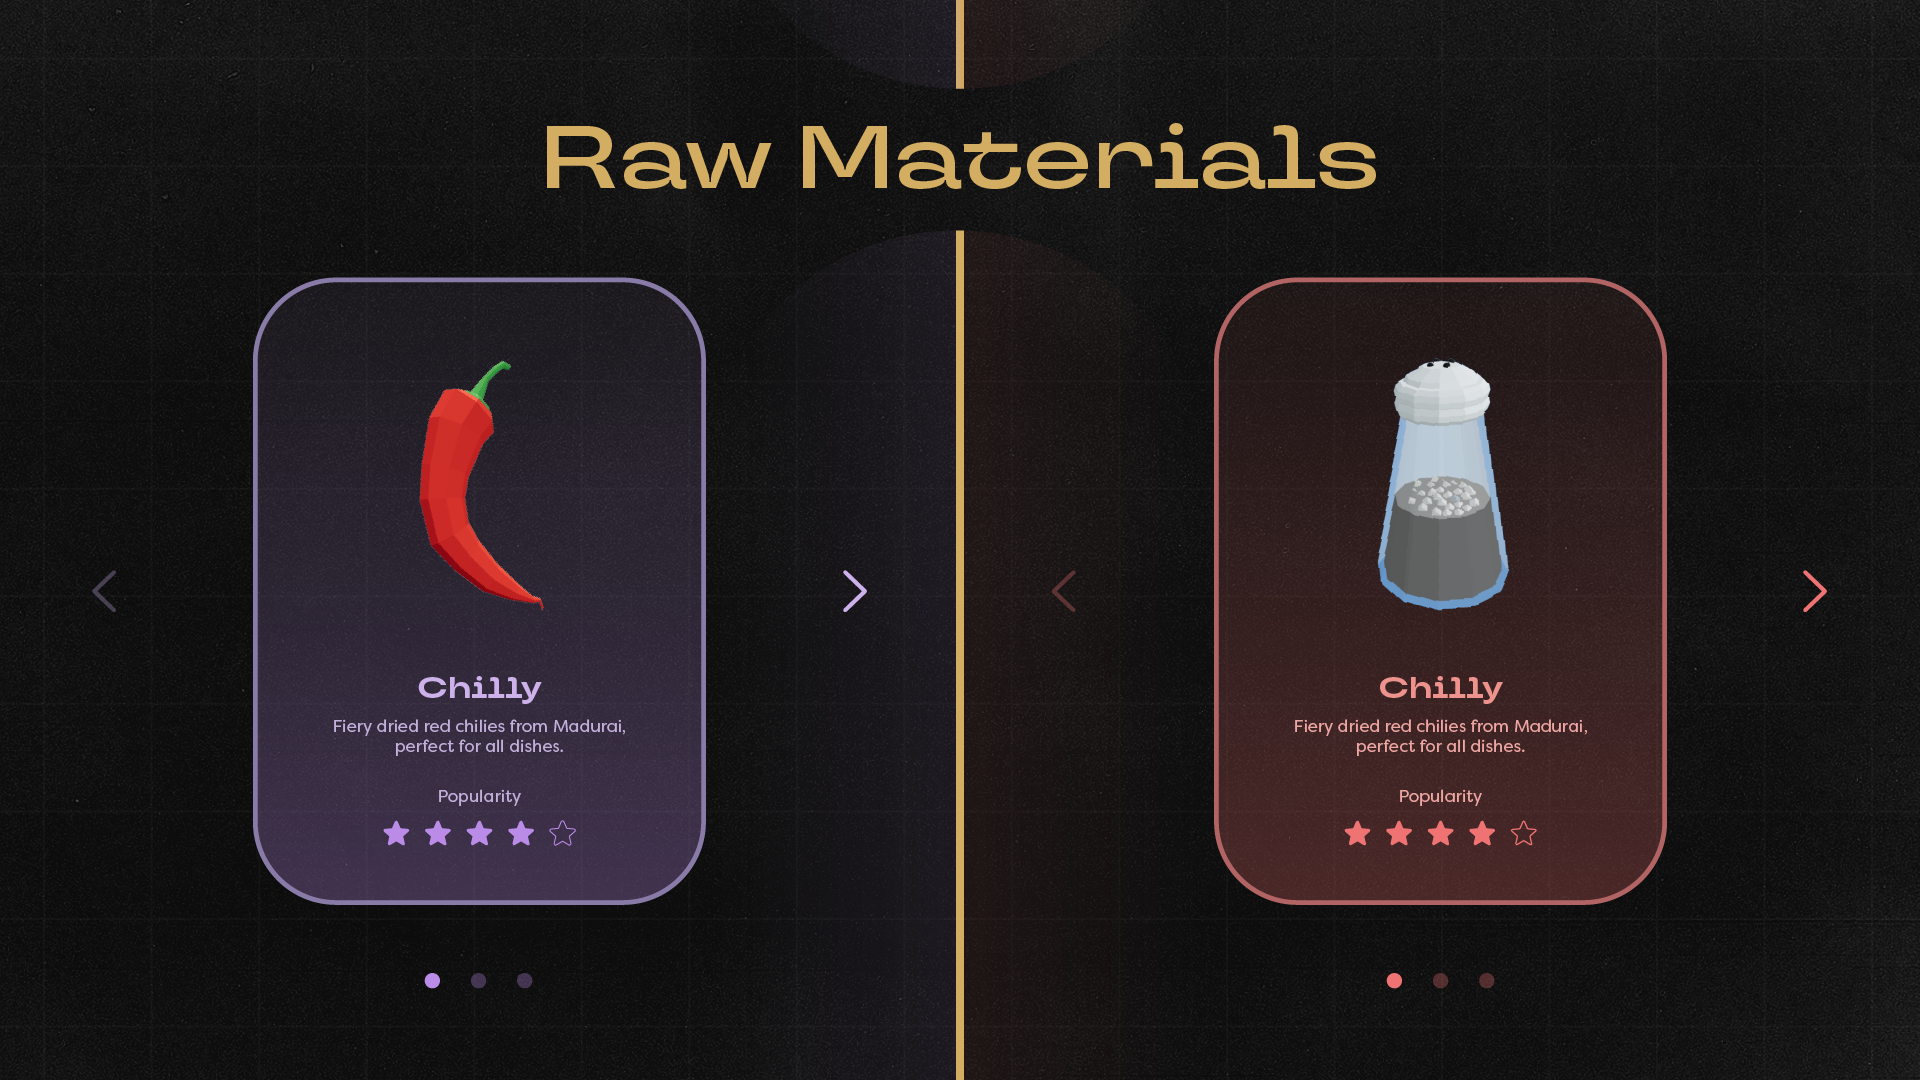 Raw Materials
Chilly
Fiery dried red chilies from Madurai,
perfect for all dishes.
Popularity
Chilly
Fiery dried red chilies from Madurai,
perfect for all dishes.
Popularity